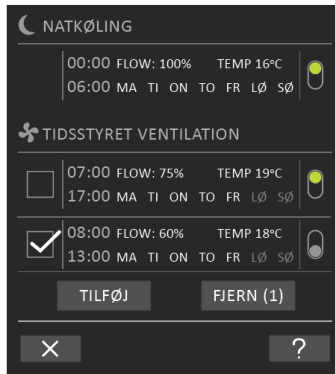 NATKØLING
00:00 FLOW: 100% TEMP 16°C
06:00 MA TI ON TO FR LØ SØ
TIDSSTYRET VENTILATION
07:00 FLOW: 75% TEMP 19°C
17:00 MA TI ON TO FR LØ SØ
08:00 FLOW: 60% TEMP 18°C
13:00 MA TI ON TO FR LØ SØ
TILFØJ FJERN (1)
X ?